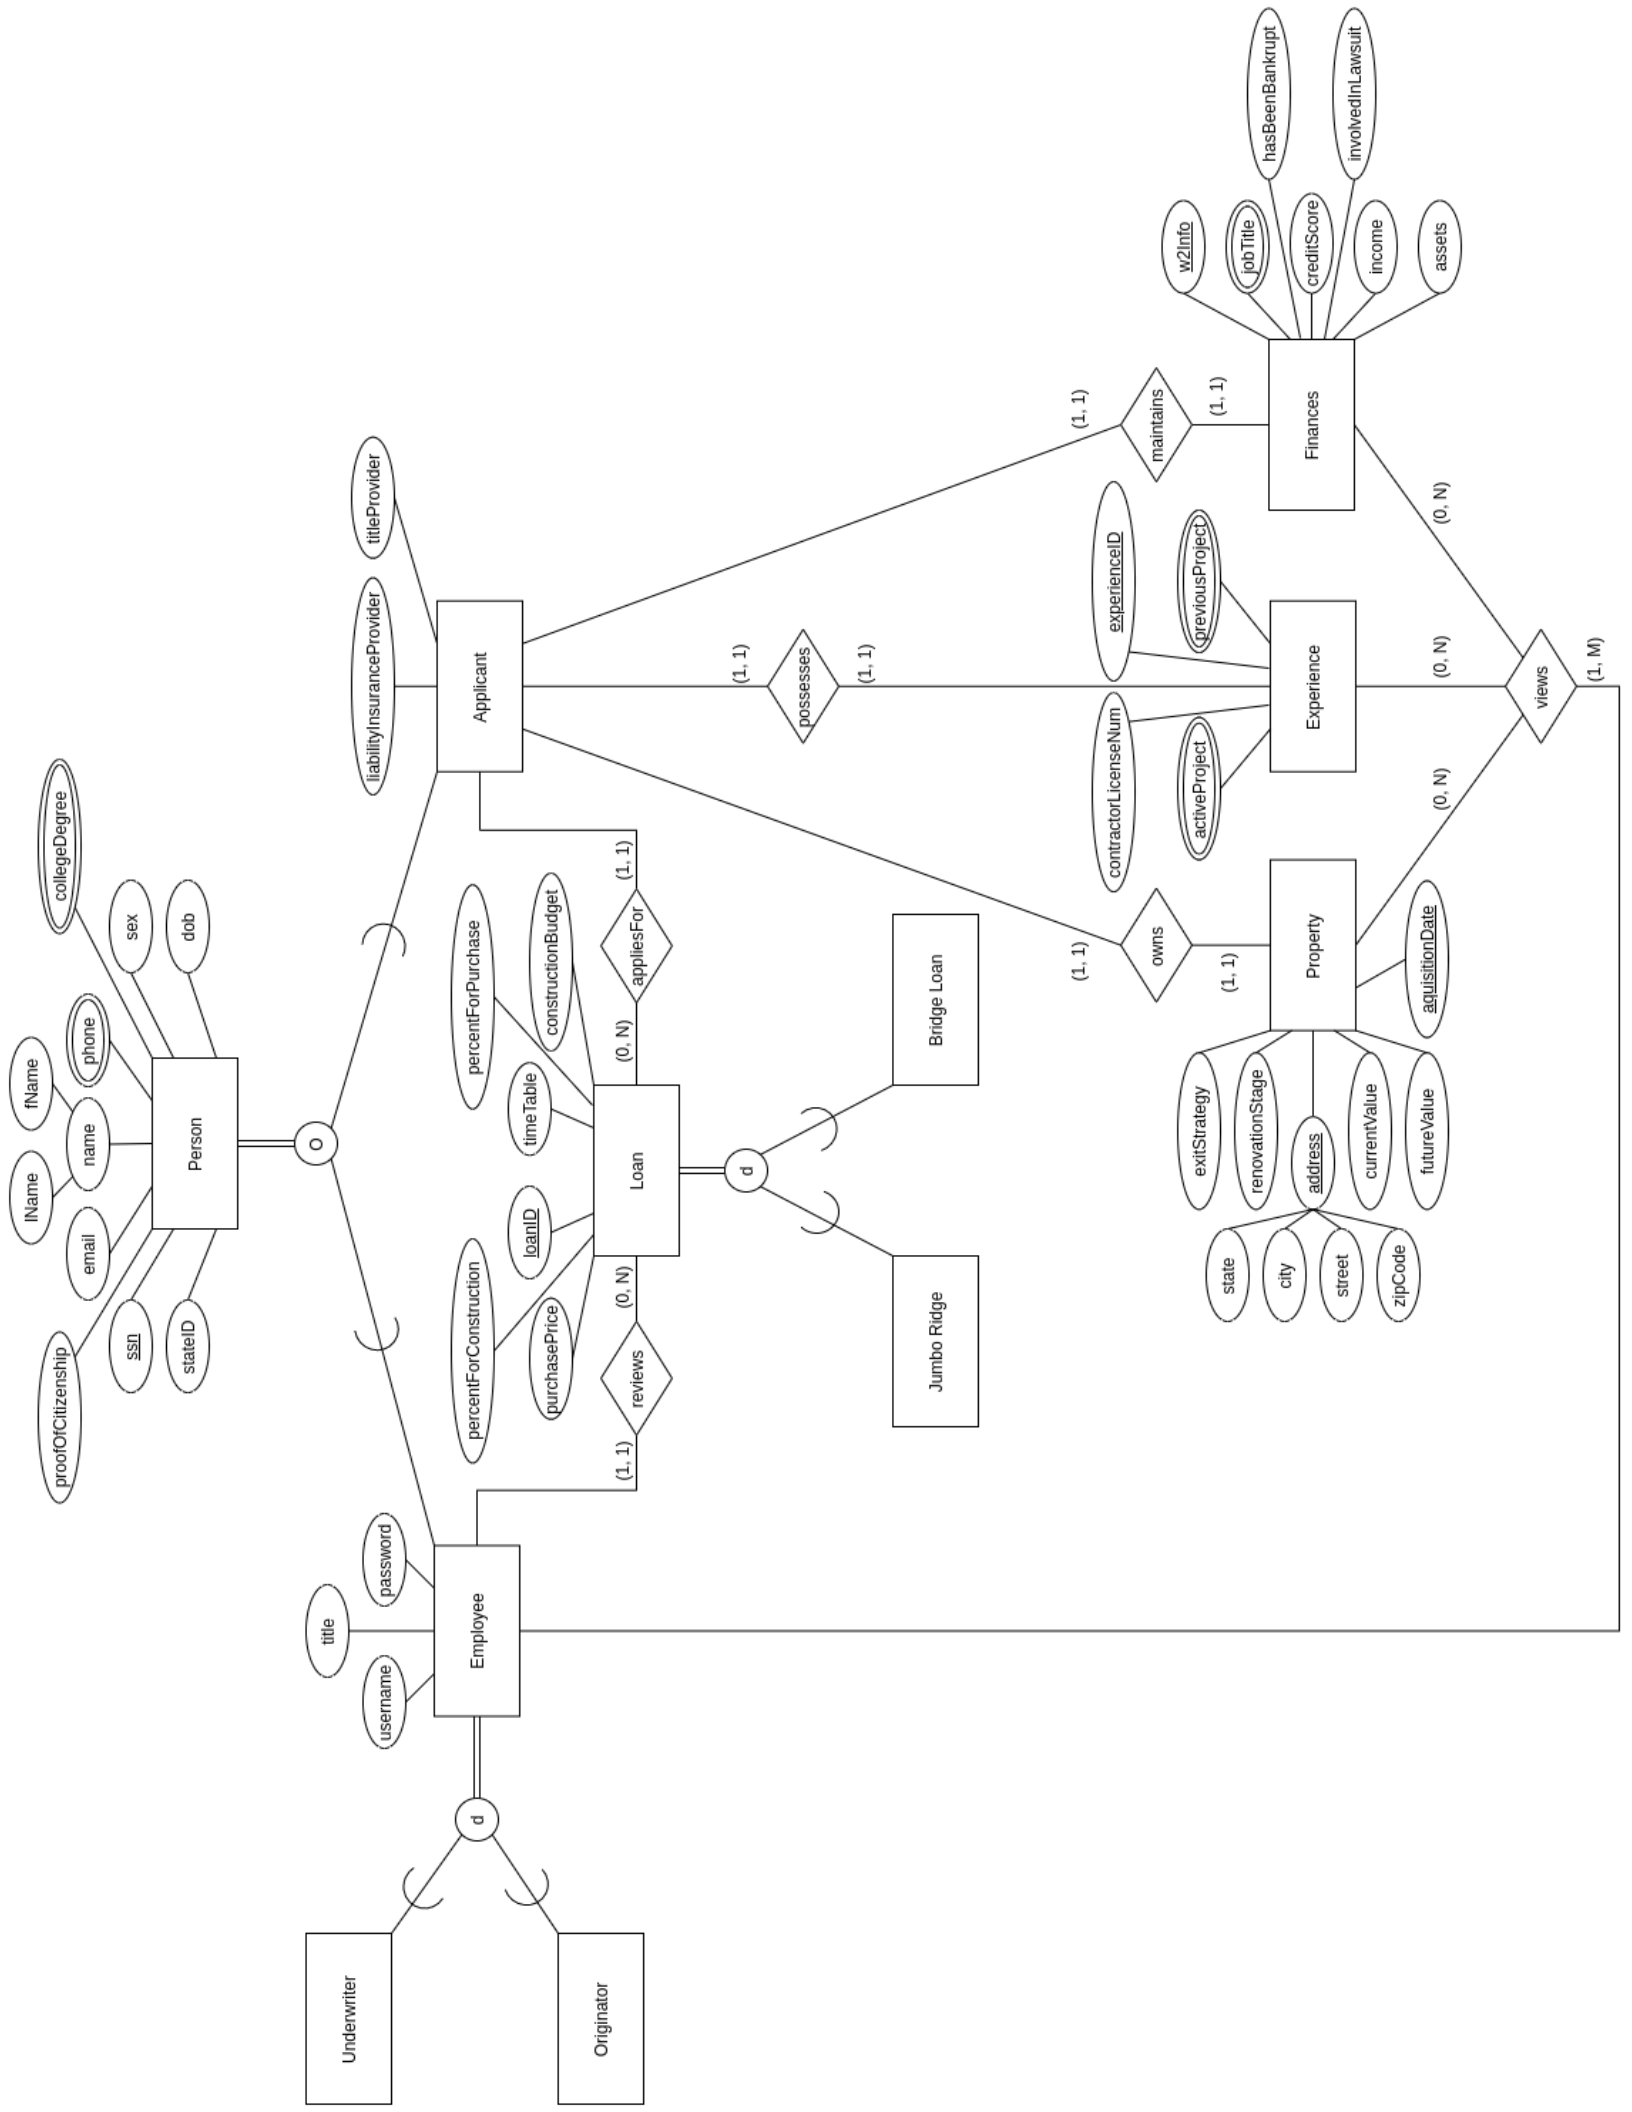 Underwriter
Originator
d
username
title
password
Employee
proofOfCitizenship
ssn
stateID
email
lName
name
fName
phone
sex
dob
collegeDegree
Person
O
liabilityInsuranceProvider
titleProvider
Applicant
(1, 1)
reviews
(0, N)
percentForConstruction
purchasePrice
loanID
timeTable
percentForPurchase
constructionBudget
Loan
(0, N)
appliesFor
(1, 1)
d
Jumbo Ridge
Bridge Loan
(1, 1)
owns
(1, 1)
(1, 1)
possesses
(1, 1)
(1, 1)
maintains
(1, 1)
state
city
street
zipCode
exitStrategy
renovationStage
address
currentValue
futureValue
aquisitionDate
Property
contractorLicenseNum
activeProject
experienceID
previousProject
Experience
Finances
w2Info
jobTitle
creditScore
income
assets
hasBeenBankrupt
involvedInLawsuit
(0, N)
(0, N)
(0, N)
views
(1, M)